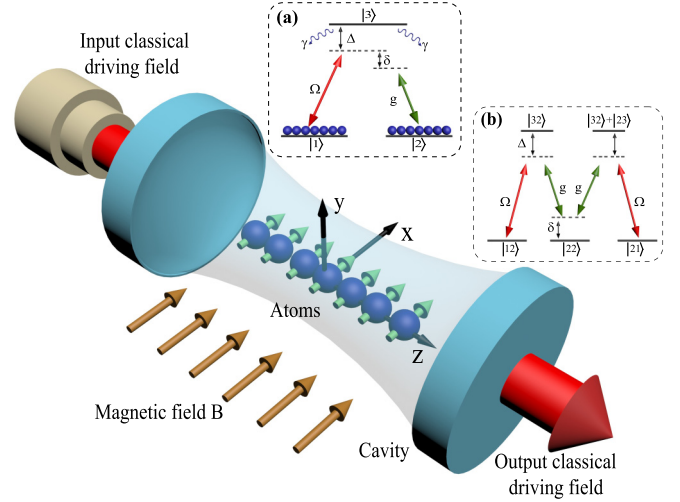 Input classical
driving field
(a)
|3⟩
Δ
γ
γ
δ
Ω
g
|1⟩
|2⟩
(b)
|32⟩
|32⟩+|23⟩
Δ
g
g
Ω
Ω
δ
|12⟩
|22⟩
|21⟩
y
x
z
Atoms
Magnetic field B
Cavity
Output classical
driving field